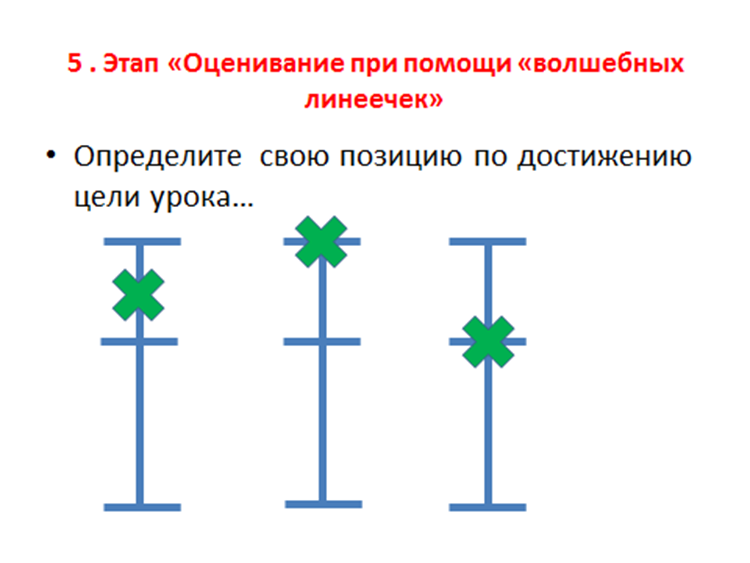 5 . Этап «Оценивание при помощи «волшебных
линеечек»
• Определите свою позицию по достижению
цели урока…